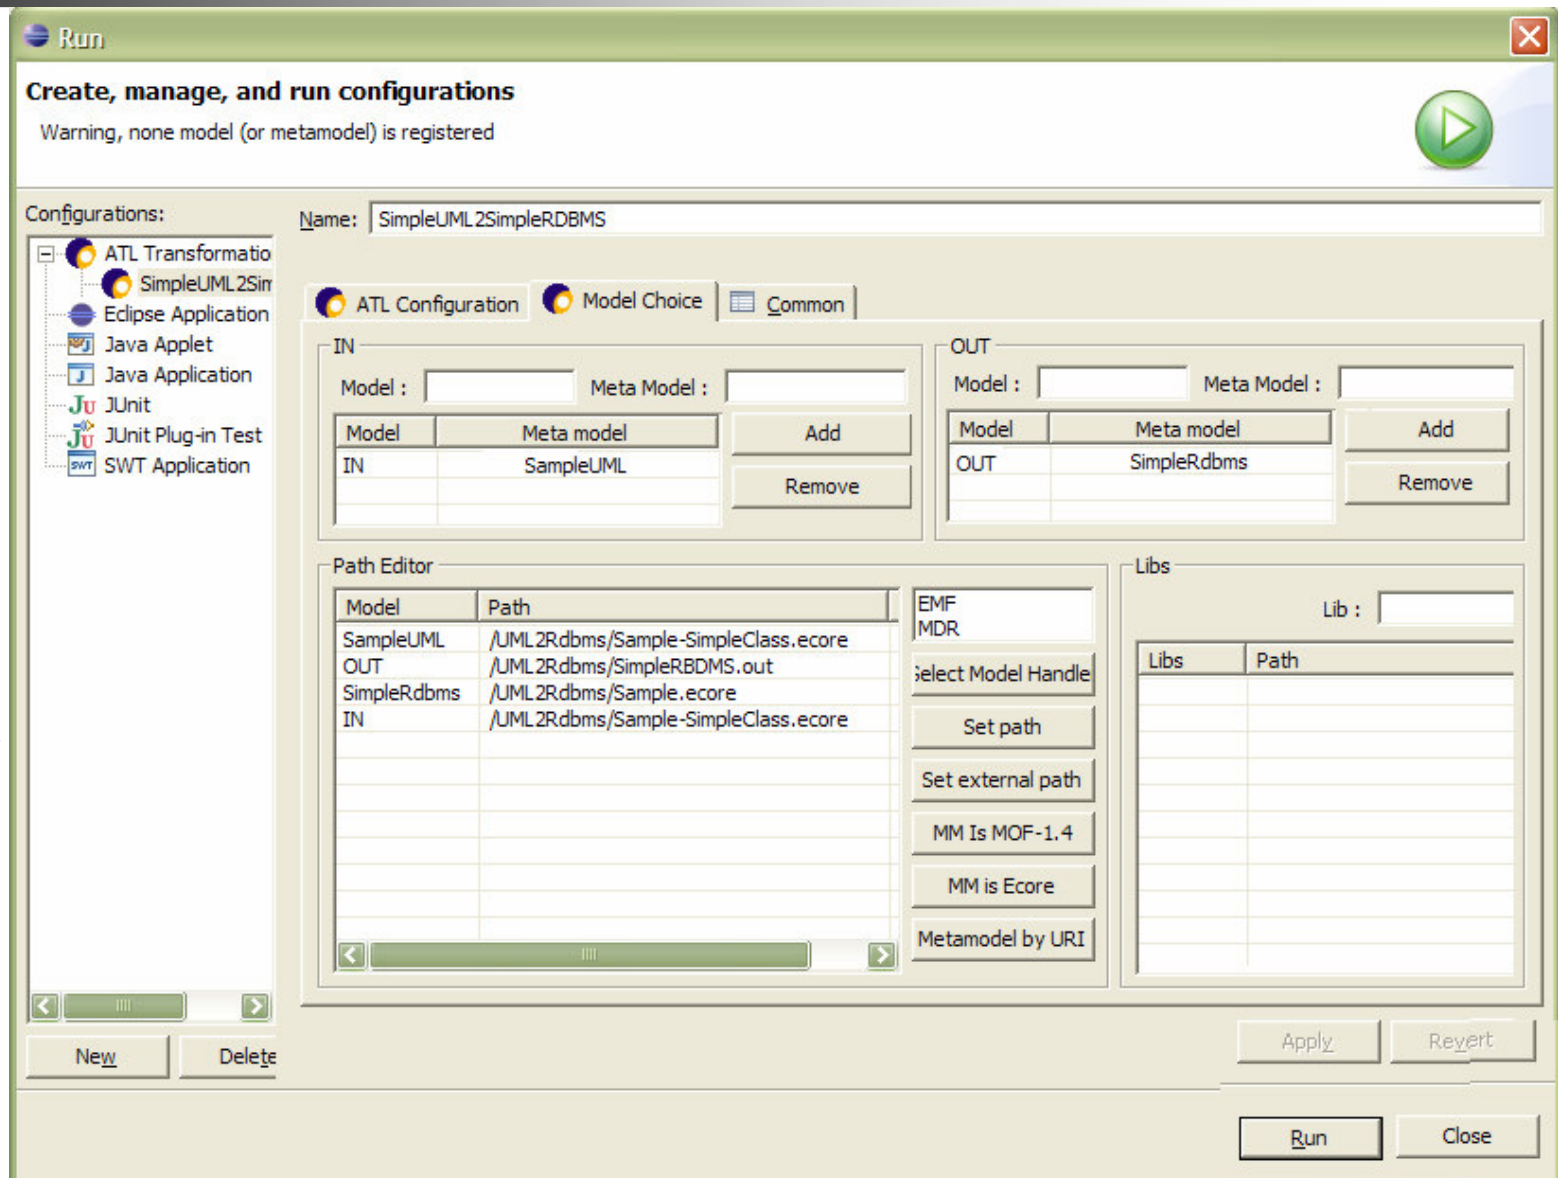 Run
Create, manage, and run configurations
Warning, none model (or metamodel) is registered
Configurations:
ATL Transformatio
SimpleUML2Sim
Eclipse Application
Java Applet
Java Application
JUnit
JUnit Plug-in Test
SWT Application
New
Delete
Name: SimpleUML2SimpleRDBMS
ATL Configuration
Model Choice
Common
IN
Model :
Meta Model :
Model
Meta model
IN
SampleUML
Add
Remove
OUT
Model :
Meta Model :
Model
Meta model
OUT
SimpleRdbms
Add
Remove
Path Editor
Model
Path
SampleUML /UML2Rdbms/Sample-SimpleClass.ecore
OUT /UML2Rdbms/SimpleRBDMS.out
SimpleRdbms /UML2Rdbms/Sample.ecore
IN /UML2Rdbms/Sample-SimpleClass.ecore
EMF
MDR
Select Model Handle
Set path
Set external path
MM Is MOF-1.4
MM is Ecore
Metamodel by URI
Libs
Lib :
Libs
Path
Apply
Revert
Run
Close